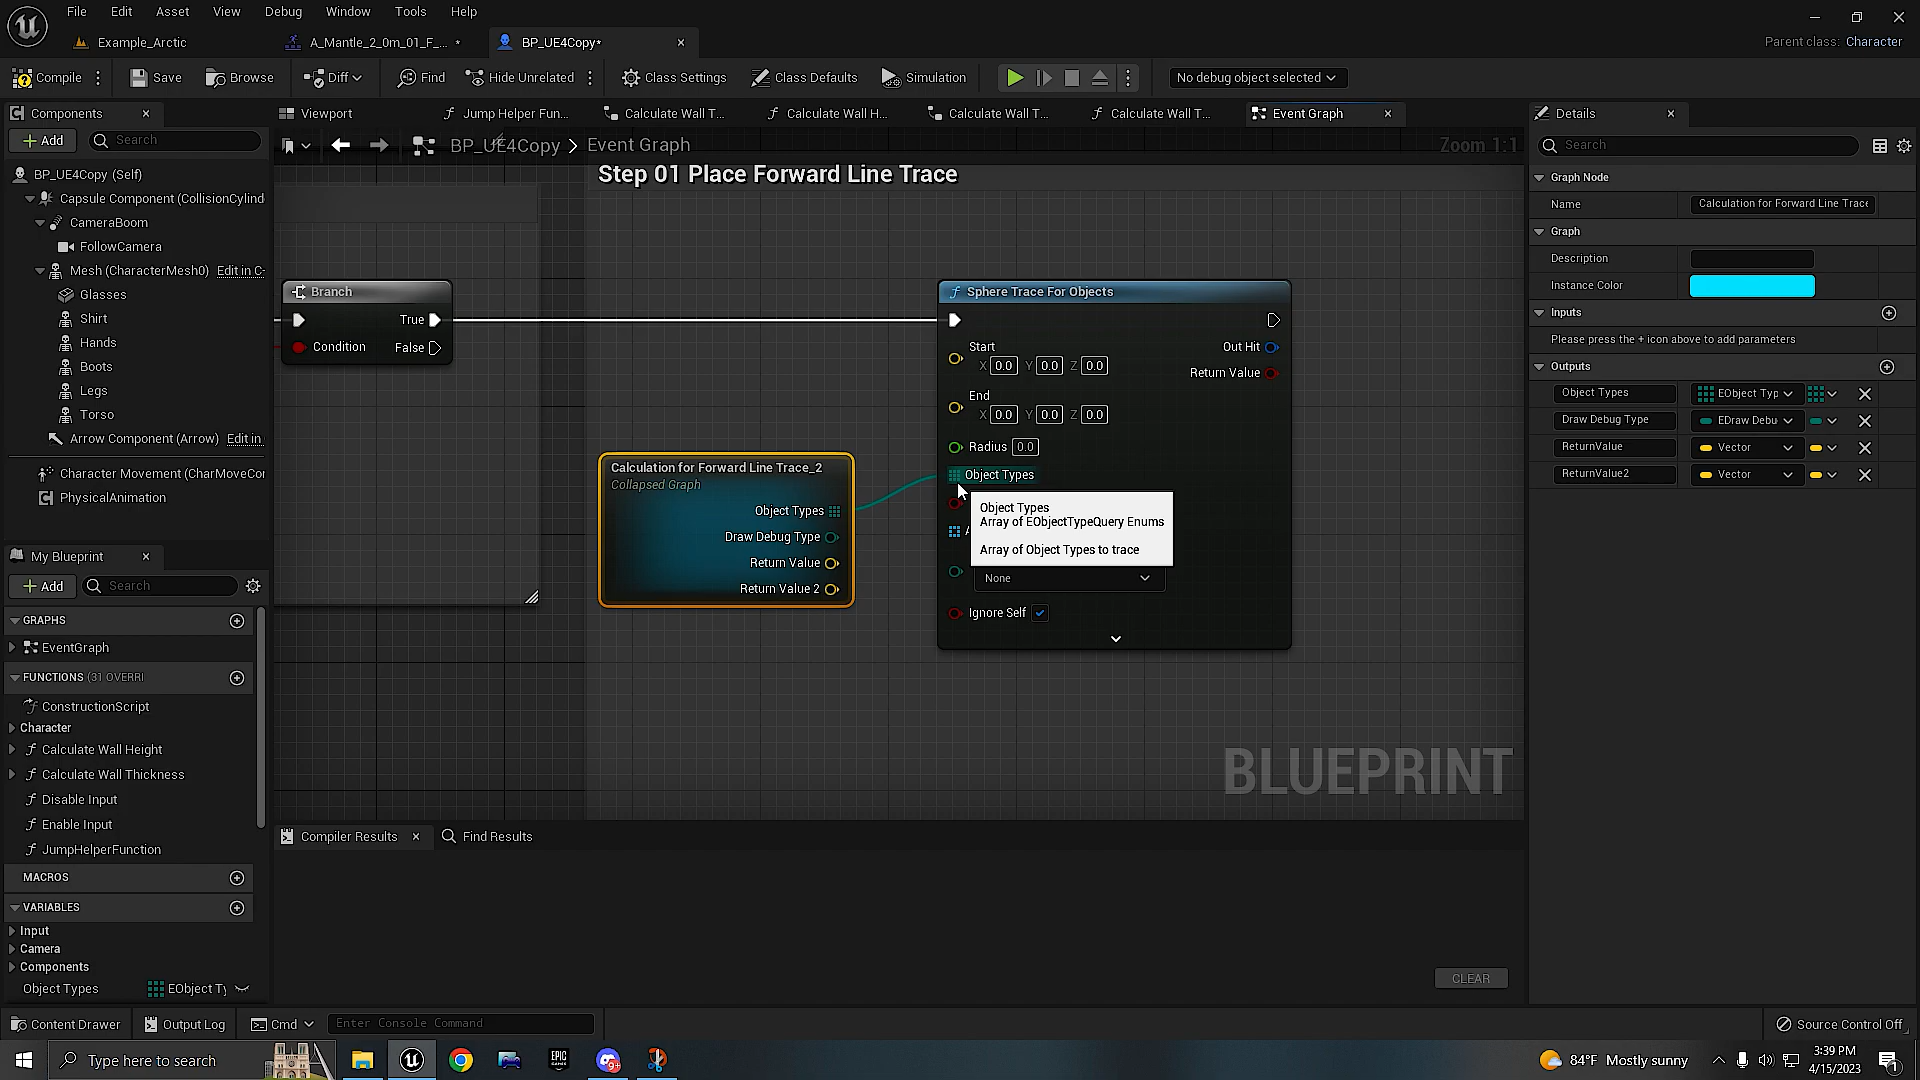 File Edit View Asset Debug Window Tools Help
Example_Arctic
A_Mantle_2_0m_01_F_... *
BP_UE4Copy*
Parent class: Character
Compile
Save
Browse
Diff
Find
Hide Unrelated
Class Settings
Class Defaults
Simulation
No debug object selected
Components
Viewport
Jump Helper Fun...
Calculate Wall T...
Calculate Wall H...
Calculate Wall T...
Calculate Wall T...
Event Graph
Details
Add
Search
BP_UE4Copy > Event Graph
Zoom 1:1
Search
BP_UE4Copy (Self)
Capsule Component (CollisionCylind
CameraBoom
FollowCamera
Mesh (CharacterMesh0) Edit in C-
Glasses
Shirt
Hands
Boots
Legs
Torso
Arrow Component (Arrow) Edit in
Character Movement (CharMoveCor
PhysicalAnimation
Step 01 Place Forward Line Trace
Branch
True
Condition
False
Sphere Trace For Objects
Start
X 0.0 Y 0.0 Z 0.0
Out Hit
Return Value
End
X 0.0 Y 0.0 Z 0.0
Radius 0.0
Object Types
Object Types
Array of EObjectTypeQuery Enums
Array of Object Types to trace
A
None
Ignore Self
Calculation for Forward Line Trace_2
Collapsed Graph
Object Types
Draw Debug Type
Return Value
Return Value 2
BLUEPRINT
Graph Node
Name Calculation for Forward Line Trace
Graph
Description
Instance Color
Inputs
Please press the + icon above to add parameters
Outputs
Object Types EObject Typ
Draw Debug Type EDraw Debu
ReturnValue Vector
ReturnValue2 Vector
My Blueprint
Add
Search
GRAPHS
EventGraph
FUNCTIONS (31 OVERRI
ConstructionScript
Character
Calculate Wall Height
Calculate Wall Thickness
Disable Input
Enable Input
JumpHelperFunction
MACROS
VARIABLES
Input
Camera
Components
Object Types EObject Ty
Compiler Results
Find Results
CLEAR
Content Drawer
Output Log
Cmd
Enter Console Command
Source Control Off
Type here to search
EPIC GAMES
9+
84°F Mostly sunny
3:39 PM
4/15/2023
1